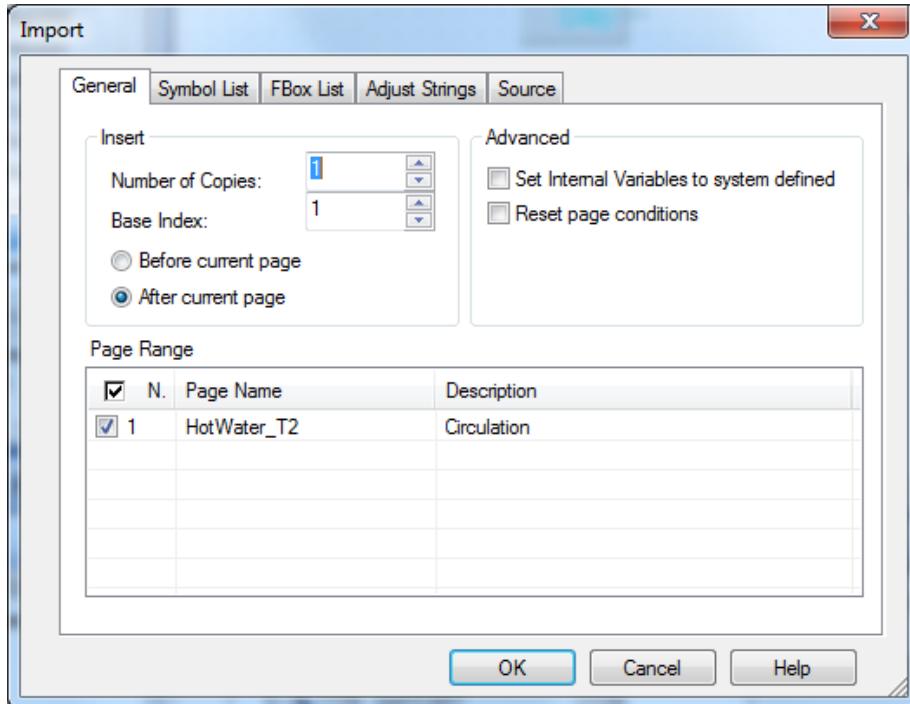 Import
General Symbol List FBox List Adjust Strings Source
Insert
Number of Copies: 1
Base Index: 1
Before current page
After current page
Advanced
Set Internal Variables to system defined
Reset page conditions
Page Range
N. Page Name Description
1 HotWater_T2 Circulation
OK Cancel Help